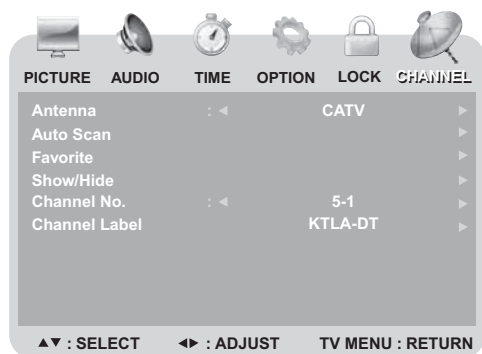 PICTURE AUDIO TIME OPTION LOCK CHANNEL
Antenna : ◀ CATV ▶
Auto Scan ▶
Favorite ▶
Show/Hide ▶
Channel No. : ◀ 5-1 ▶
Channel Label KTLA-DT ▶
▲▼ : SELECT ◀▶ : ADJUST TV MENU : RETURN